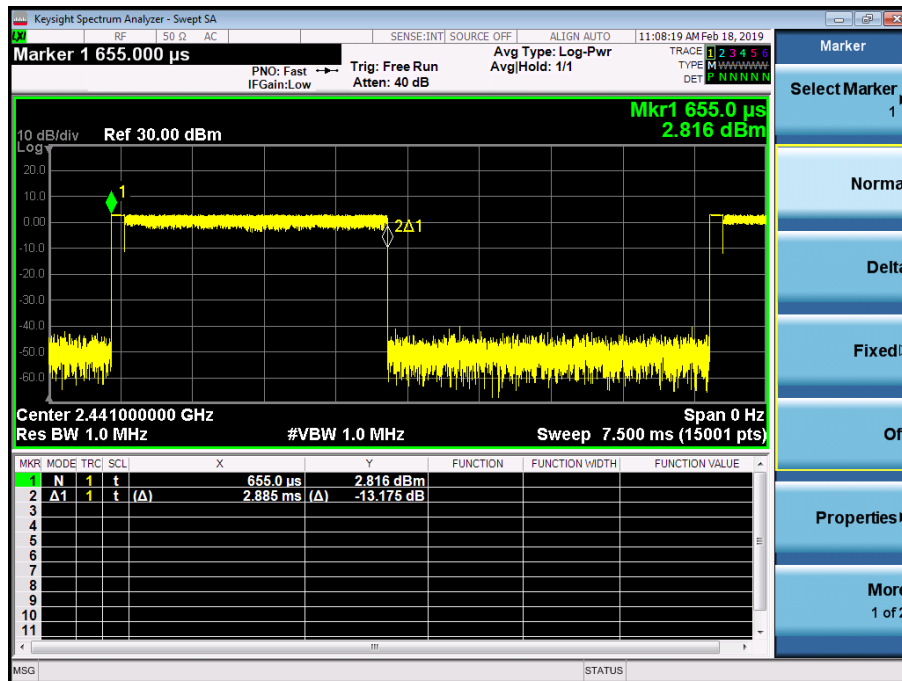 Keysight Spectrum Analyzer - Swept SA
LXI RF 50 Ω AC SENSE:INT SOURCE OFF ALIGN AUTO 11:08:19 AM Feb 18, 2019
Marker 1 655.000 µs
PNO: Fast
IFGain:Low
Trig: Free Run
Atten: 40 dB
Avg Type: Log-Pwr
Avg|Hold: 1/1
TRACE 1 2 3 4 5 6
TYPE M WWWWW
DET P N N N N N
Mkr1 655.0 µs
2.816 dBm
10 dB/div Ref 30.00 dBm
Log
20.0
10.0
0.00
-10.0
-20.0
-30.0
-40.0
-50.0
-60.0
1
2Δ1
Center 2.441000000 GHz Span 0 Hz
Res BW 1.0 MHz #VBW 1.0 MHz Sweep 7.500 ms (15001 pts)
MKR MODE TRC SCL X Y FUNCTION FUNCTION WIDTH FUNCTION VALUE
1 N 1 t 655.0 µs 2.816 dBm
2 Δ1 1 t (Δ) 2.885 ms (Δ) -13.175 dB
3
4
5
6
7
8
9
10
11
MSG STATUS
Marker
Select Marker
1
Norma
Delta
Fixed
Of
Properties
More
1 of 2